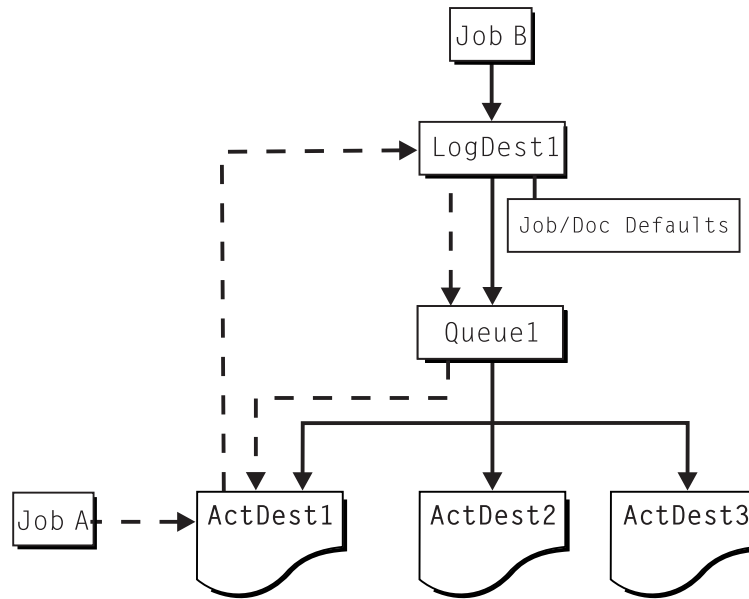 Job B
LogDest1
Job/Doc Defaults
Queue1
Job A
ActDest1
ActDest2
ActDest3